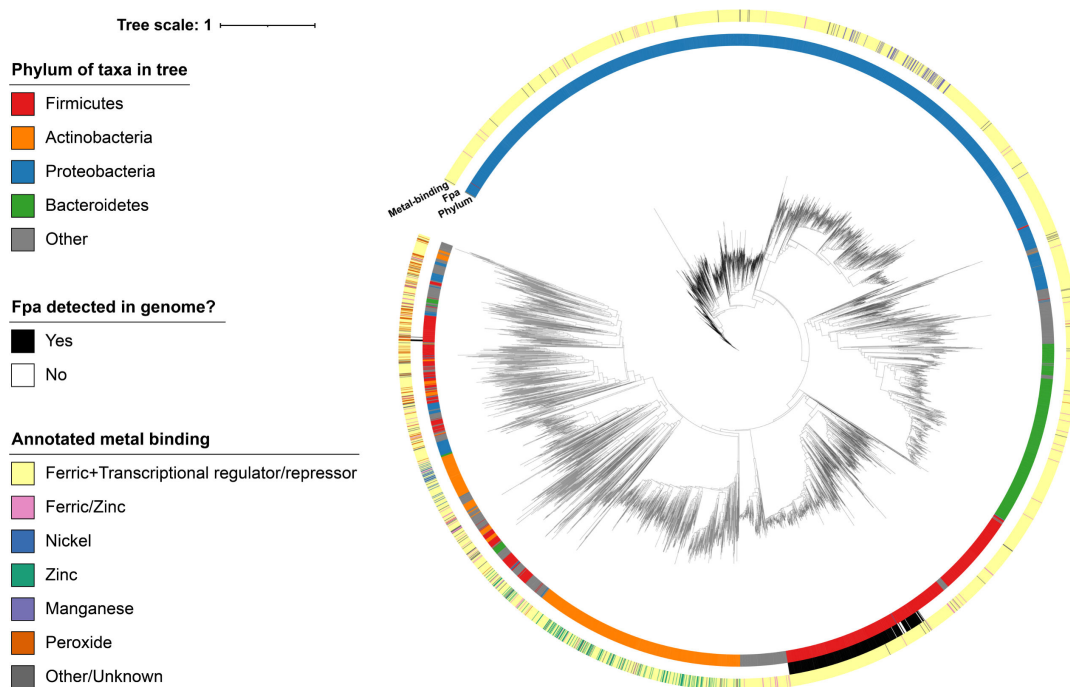 Tree scale: 1
Phylum of taxa in tree
Firmicutes
Actinobacteria
Proteobacteria
Bacteroidetes
Other
Fpa detected in genome?
Yes
No
Annotated metal binding
Ferric+Transcriptional regulator/repressor
Ferric/Zinc
Nickel
Zinc
Manganese
Peroxide
Other/Unknown
Metal-binding
Fpa
Phylum